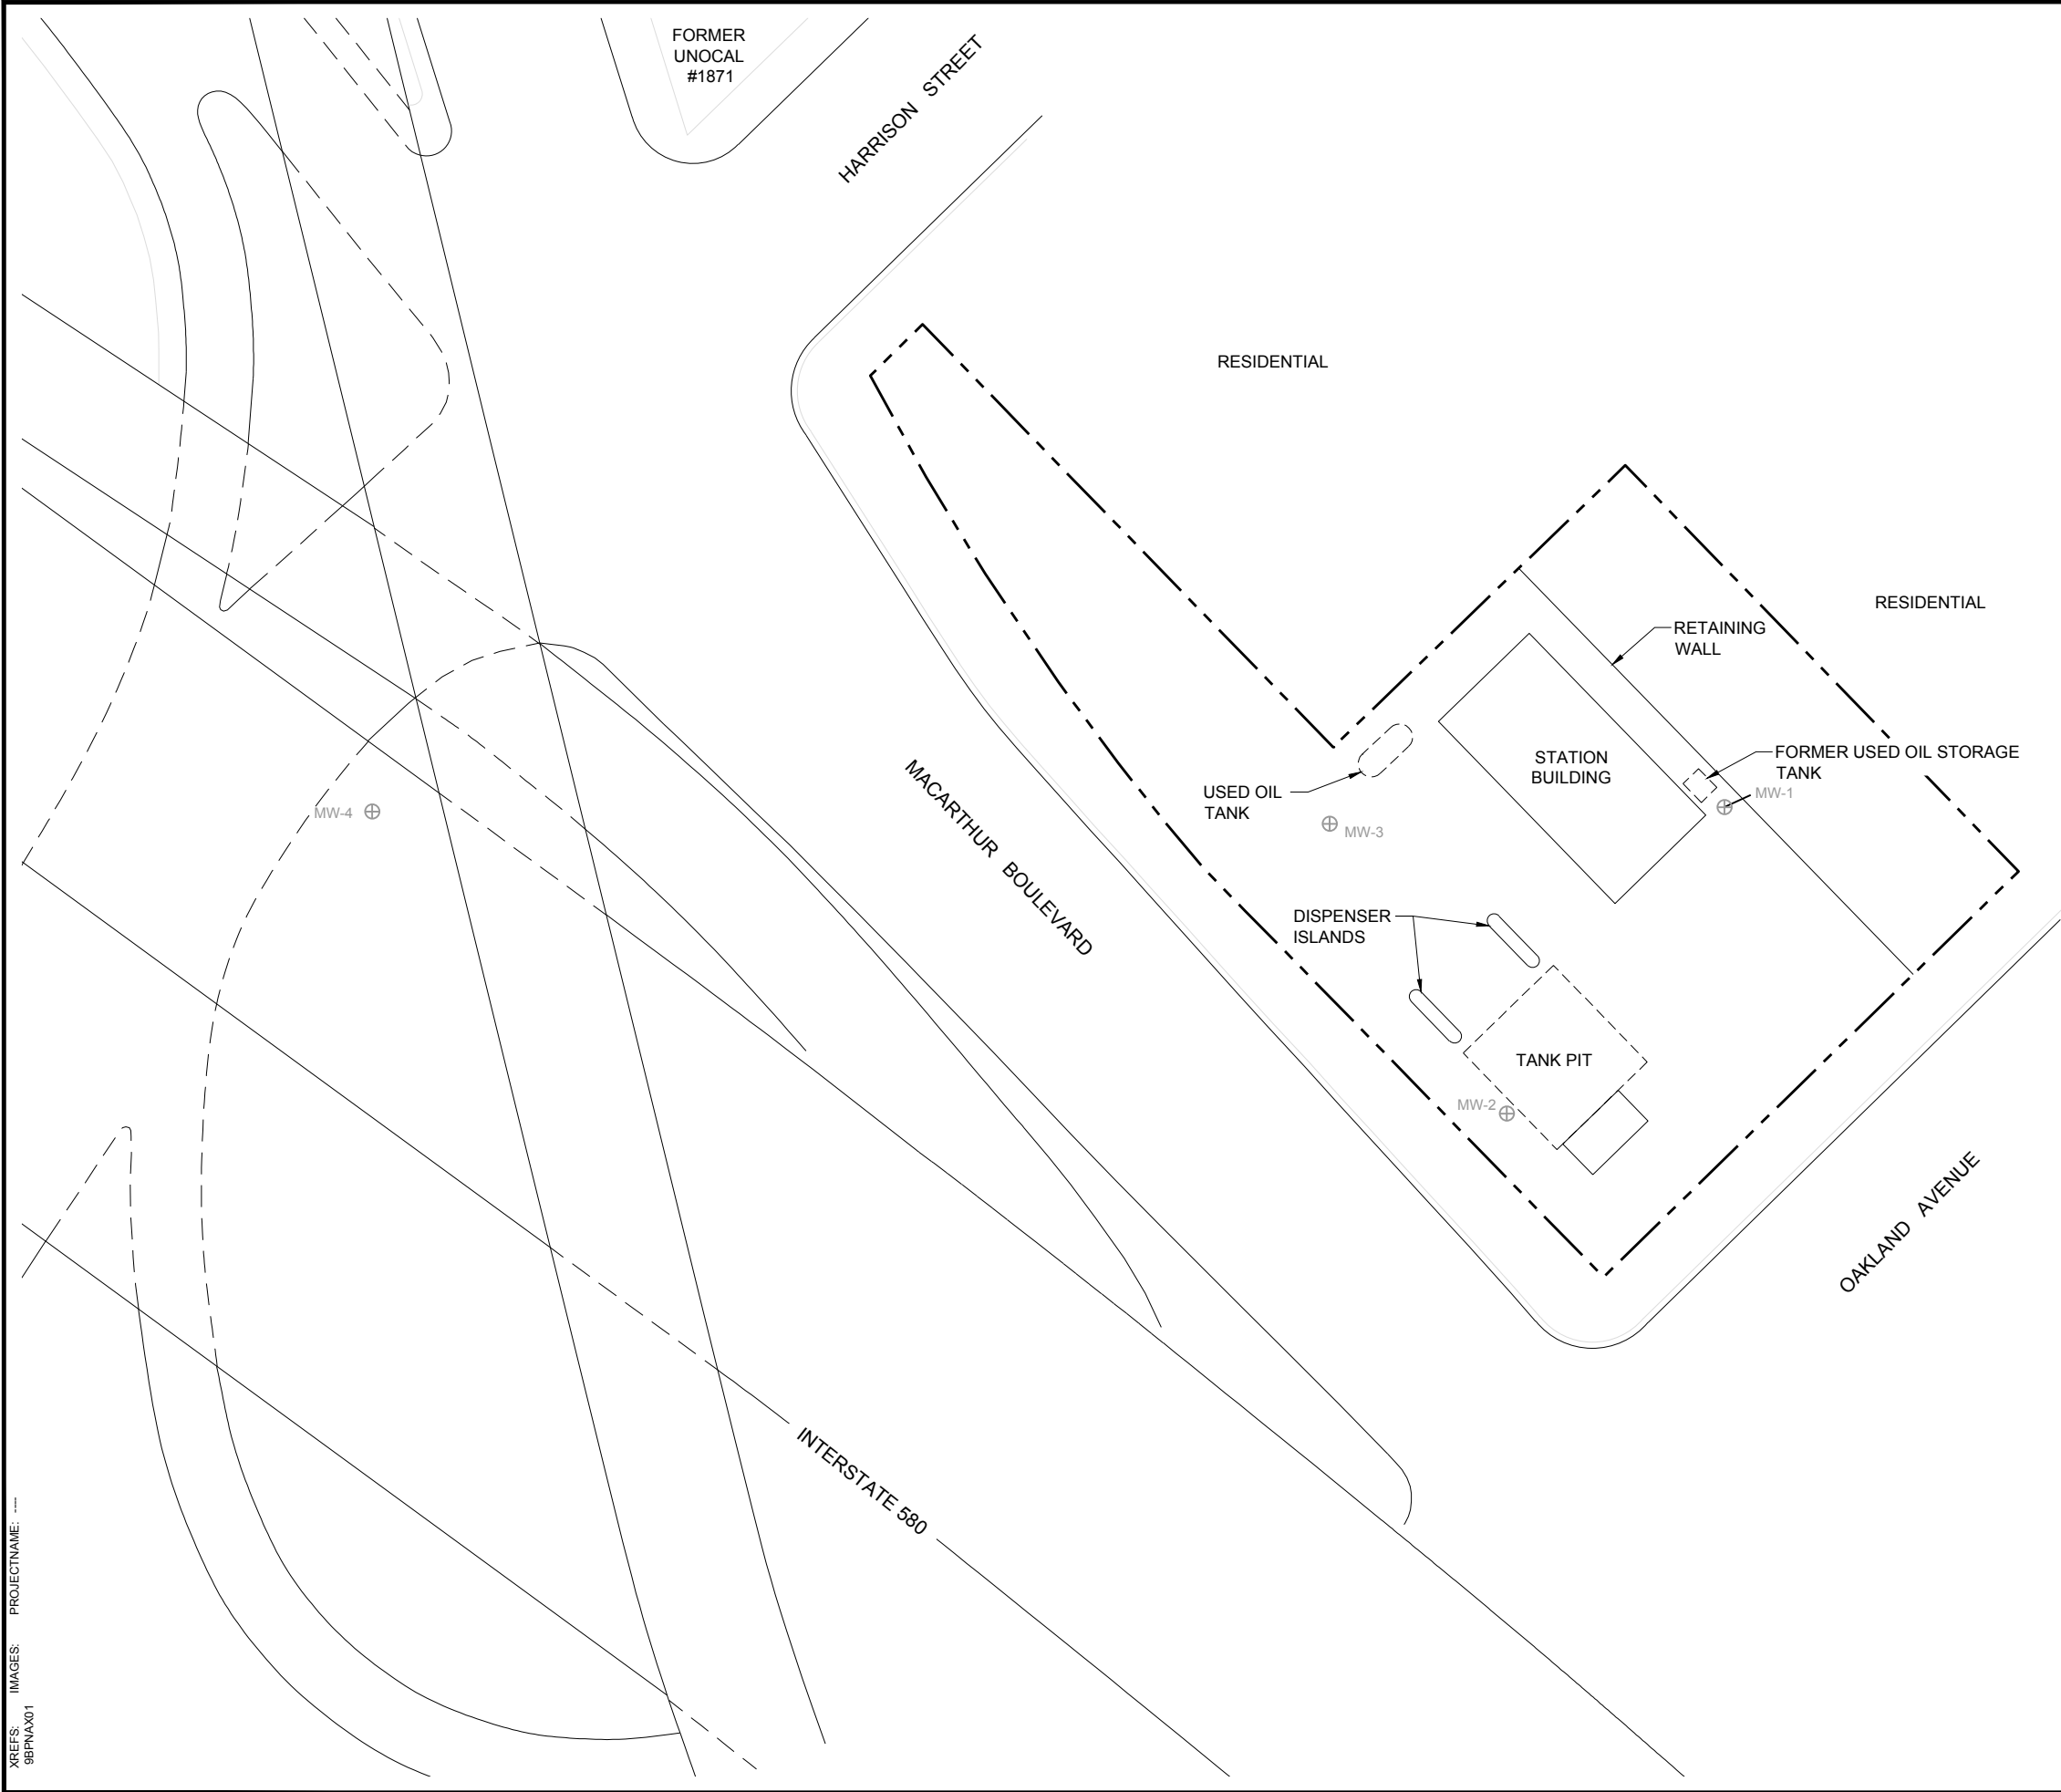 FORMER
UNOCAL
#1871
HARRISON STREET
RESIDENTIAL
RESIDENTIAL
RETAINING
WALL
STATION
BUILDING
FORMER USED OIL STORAGE
TANK
MW-1
USED OIL
TANK
MW-3
MW-4
MACARTHUR BOULEVARD
DISPENSER
ISLANDS
TANK PIT
MW-2
OAKLAND AVENUE
INTERSTATE 580
XREFS: IMAGES: PROJECTNAME: ----
9BPNAX01